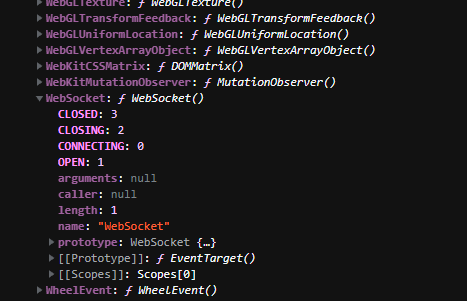 WebGLTexture: ƒ WebGLTexture()
WebGLTransformFeedback: ƒ WebGLTransformFeedback()
WebGLUniformLocation: ƒ WebGLUniformLocation()
WebGLVertexArrayObject: ƒ WebGLVertexArrayObject()
WebKitCSSMatrix: ƒ DOMMatrix()
WebKitMutationObserver: ƒ MutationObserver()
WebSocket: ƒ WebSocket()
CLOSED: 3
CLOSING: 2
CONNECTING: 0
OPEN: 1
arguments: null
caller: null
length: 1
name: "WebSocket"
prototype: WebSocket {…}
[[Prototype]]: ƒ EventTarget()
[[Scopes]]: Scopes[0]
WheelEvent: ƒ WheelEvent()